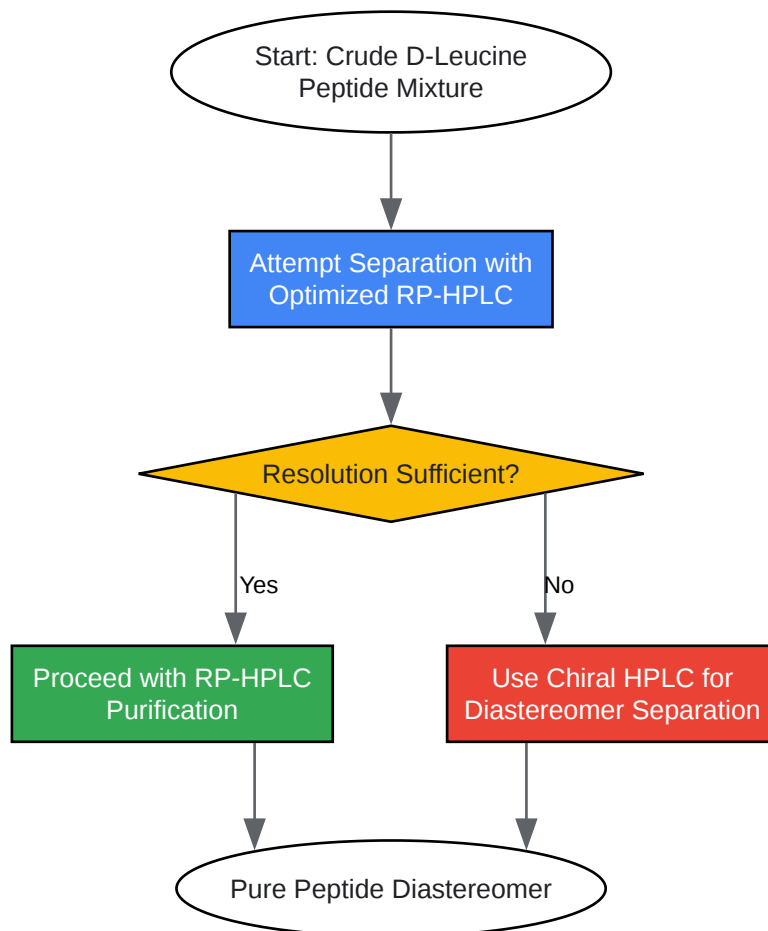 Start: Crude D-Leucine
Peptide Mixture
Attempt Separation with
Optimized RP-HPLC
Resolution Sufficient?
Yes
No
Proceed with RP-HPLC
Purification
Use Chiral HPLC for
Diastereomer Separation
Pure Peptide Diastereomer